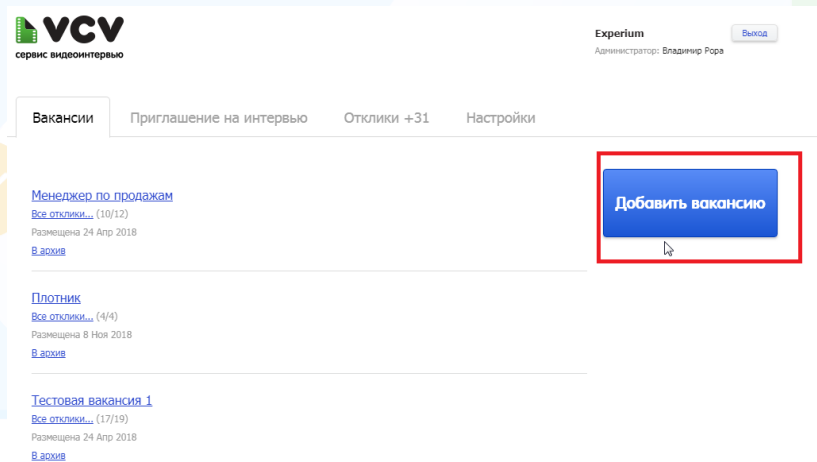 VCV
сервис видеоинтервью
Experium
Выход
Администратор: Владимир Рора
Вакансии
Приглашение на интервью
Отклики +31
Настройки
Менеджер по продажам
Все отклики... (10/12)
Размещена 24 Апр 2018
В архив
Добавить вакансию
Плотник
Все отклики... (4/4)
Размещена 8 Ноя 2018
В архив
Тестовая вакансия 1
Все отклики... (17/19)
Размещена 24 Апр 2018
В архив